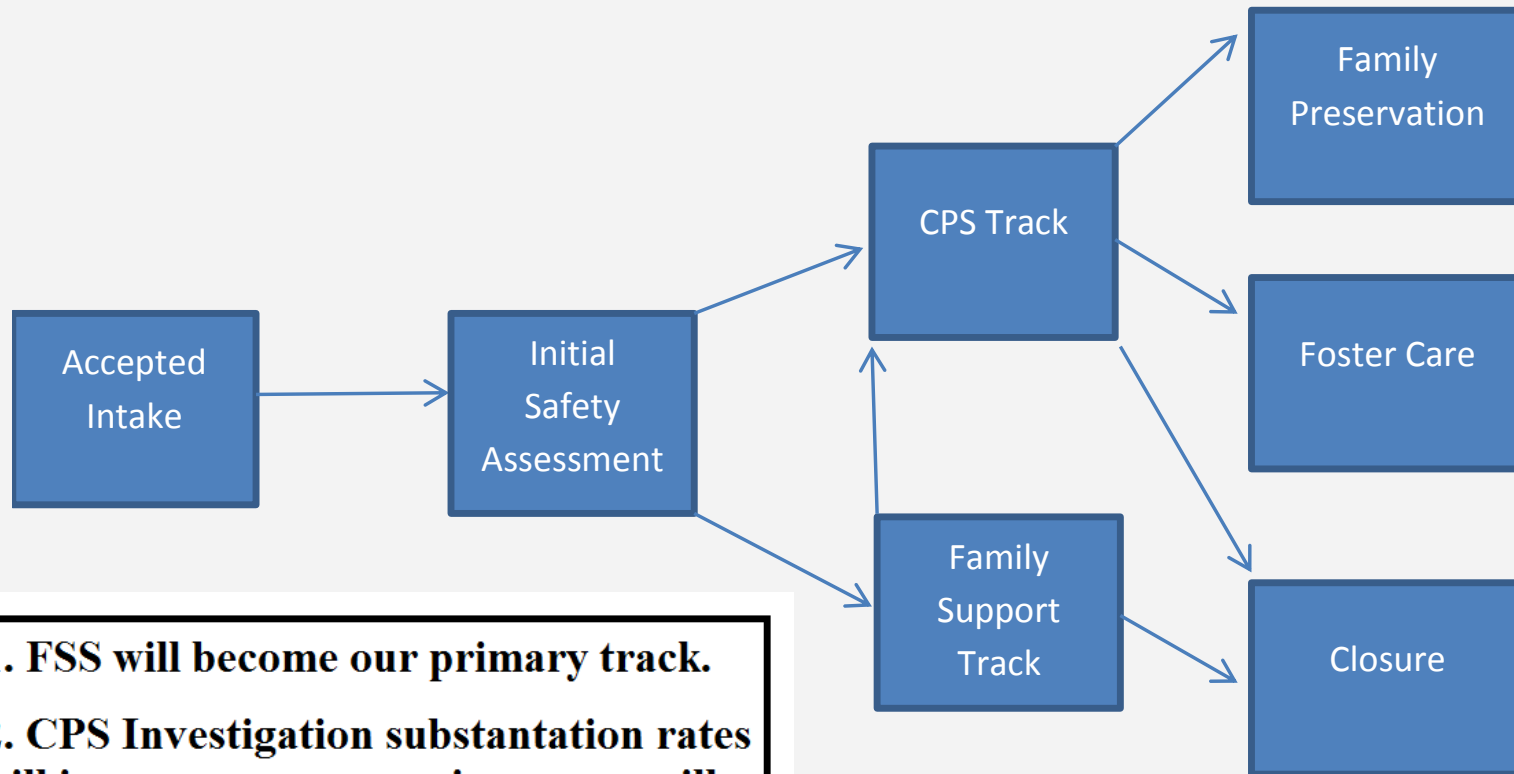 Family
Preservation
CPS Track
Accepted
Intake
Initial
Safety
Assessment
Foster Care
Family
Support
Track
Closure
. FSS will become our primary track.
. CPS Investigation substantation rates